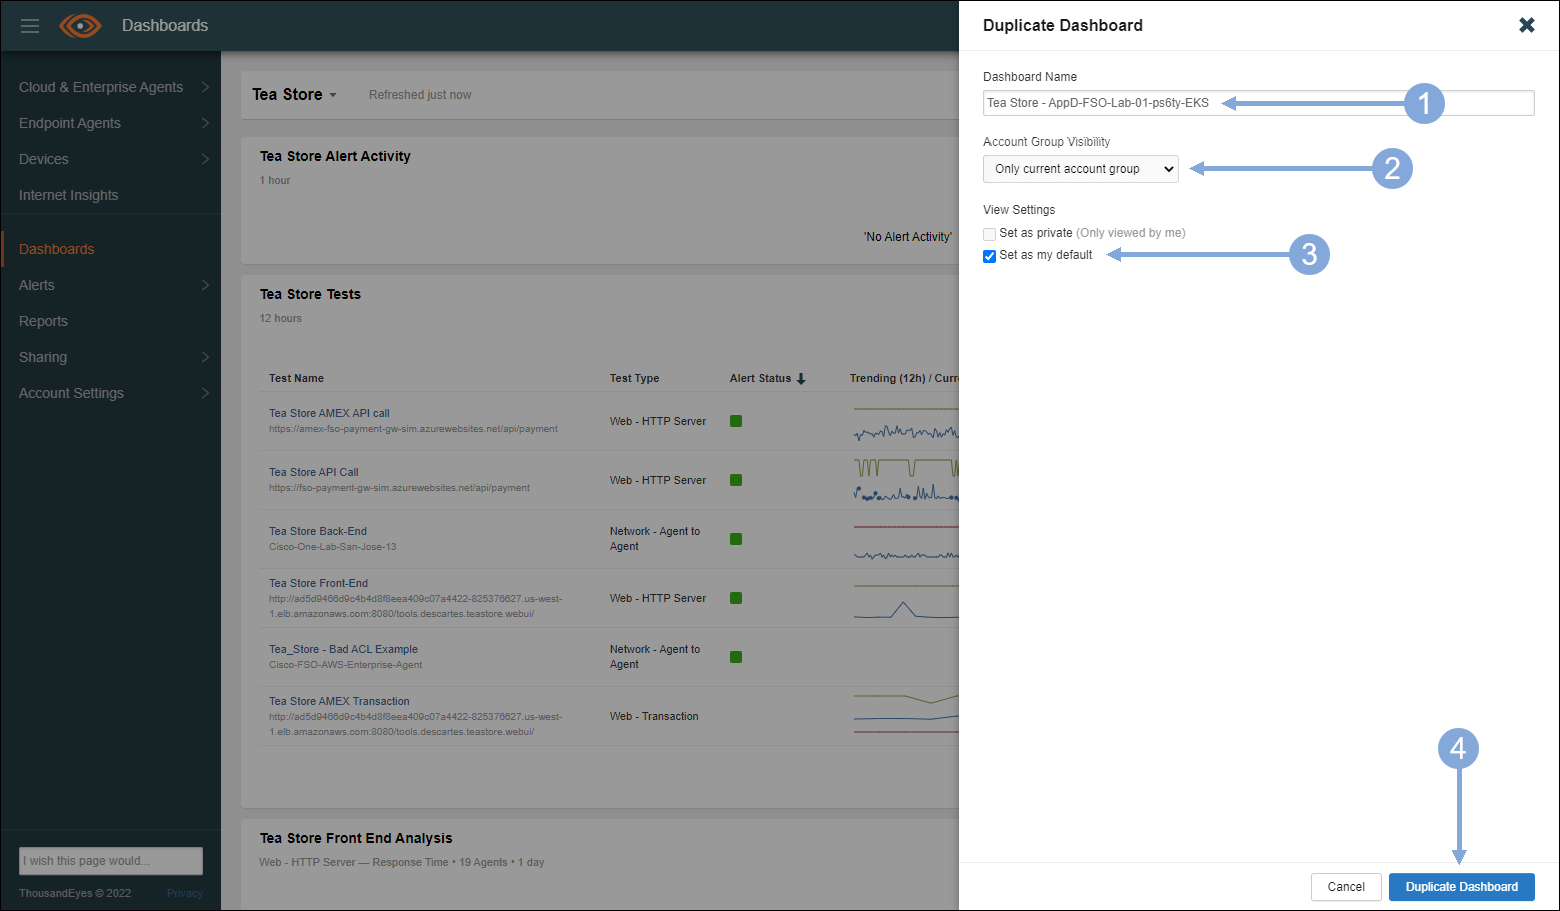 Dashboards
Cloud & Enterprise Agents
Endpoint Agents
Devices
Internet Insights
Dashboards
Alerts
Reports
Sharing
Account Settings
I wish this page would...
ThousandEyes © 2022 Privacy
Tea Store Refreshed just now
Tea Store Alert Activity
1 hour
'No Alert Activity'
Tea Store Tests
12 hours
Test Name Test Type Alert Status Trending (12h) / Curre
Tea Store AMEX API call
https://amex-fso-payment-gw-sim.azurewebsites.net/api/payment
Web - HTTP Server
Tea Store API Call
https://fso-payment-gw-sim.azurewebsites.net/api/payment
Web - HTTP Server
Tea Store Back-End
Cisco-One-Lab-San-Jose-13
Network - Agent to
Agent
Tea Store Front-End
http://ad5d9466d9c4b4d8f8eea409c07a4422-825376627.us-west-
1.elb.amazonaws.com:8080/tools.descartes.teastore.webui/
Web - HTTP Server
Tea_Store - Bad ACL Example
Cisco-FSO-AWS-Enterprise-Agent
Network - Agent to
Agent
Tea Store AMEX Transaction
http://ad5d9466d9c4b4d8f8eea409c07a4422-825376627.us-west-
1.elb.amazonaws.com:8080/tools.descartes.teastore.webui/
Web - Transaction
Tea Store Front End Analysis
Web - HTTP Server — Response Time • 19 Agents • 1 day
Duplicate Dashboard
Dashboard Name
Tea Store - AppD-FSO-Lab-01-ps6ty-EKS
1
Account Group Visibility
Only current account group
2
View Settings
Set as private (Only viewed by me)
Set as my default
3
4
Cancel
Duplicate Dashboard